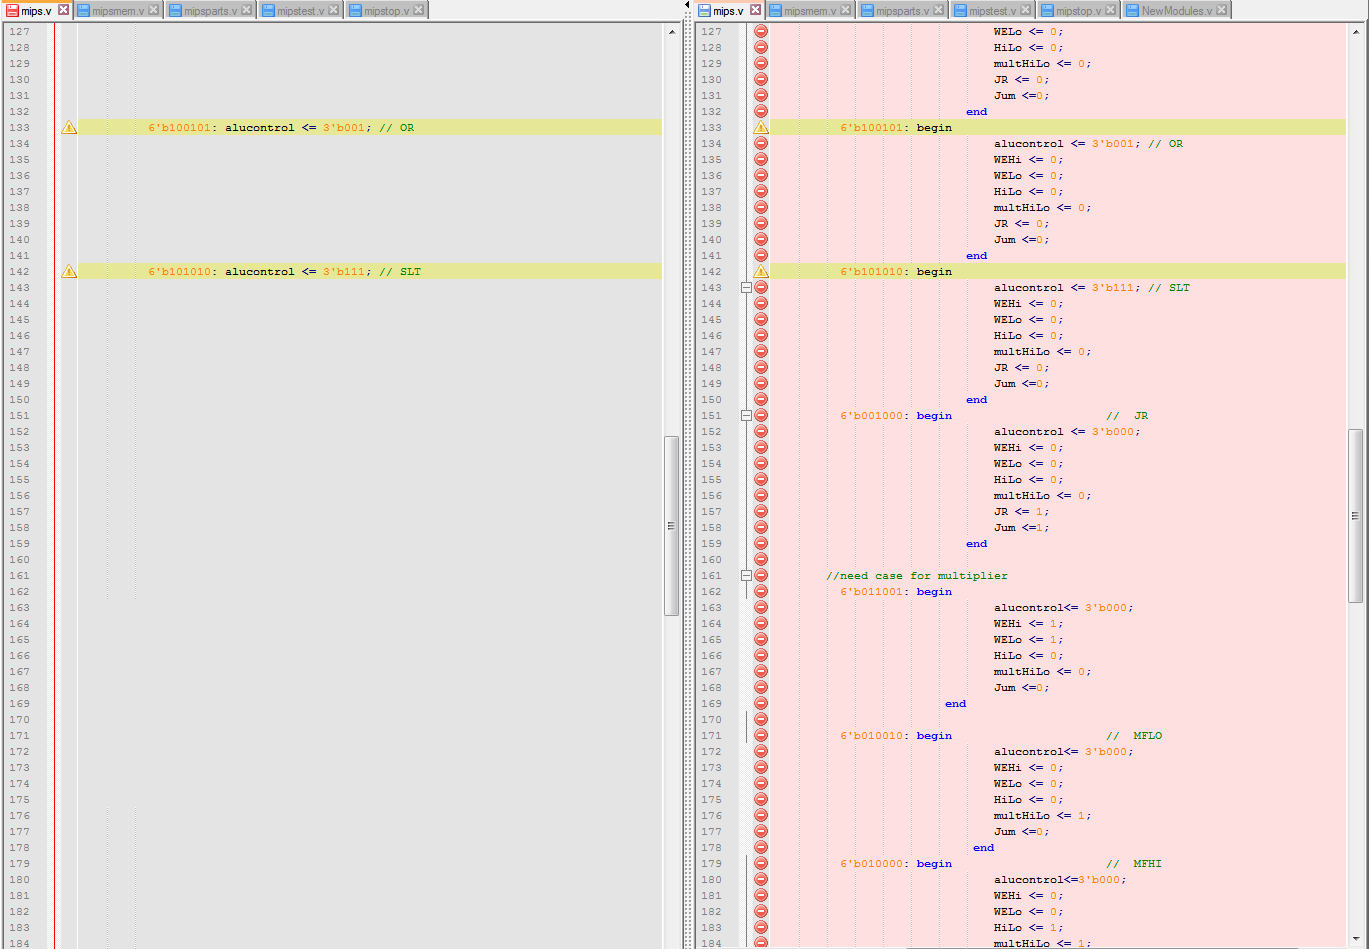 mips.v mipsmem.v mipsparts.v mipstest.v mipstop.v
127
128
129
130
131
132
133 6'b100101: alucontrol <= 3'b001; // OR
134
135
136
137
138
139
140
141
142 6'b101010: alucontrol <= 3'b111; // SLT
143
144
145
146
147
148
149
150
151
152
153
154
155
156
157
158
159
160
161
162
163
164
165
166
167
168
169
170
171
172
173
174
175
176
177
178
179
180
181
182
183
184
mips.v mipsmem.v mipsparts.v mipstest.v mipstop.v NewModules.v
127 WELo <= 0;
128 HiLo <= 0;
129 multHiLo <= 0;
130 JR <= 0;
131 Jum <=0;
132 end
133 6'b100101: begin
134 alucontrol <= 3'b001; // OR
135 WEHi <= 0;
136 WELo <= 0;
137 HiLo <= 0;
138 multHiLo <= 0;
139 JR <= 0;
140 Jum <=0;
141 end
142 6'b101010: begin
143 alucontrol <= 3'b111; // SLT
144 WEHi <= 0;
145 WELo <= 0;
146 HiLo <= 0;
147 multHiLo <= 0;
148 JR <= 0;
149 Jum <=0;
150 end
151 6'b001000: begin // JR
152 alucontrol <= 3'b000;
153 WEHi <= 0;
154 WELo <= 0;
155 HiLo <= 0;
156 multHiLo <= 0;
157 JR <= 1;
158 Jum <=1;
159 end
160
161 //need case for multiplier
162 6'b011001: begin
163 alucontrol<= 3'b000;
164 WEHi <= 1;
165 WELo <= 1;
166 HiLo <= 0;
167 multHiLo <= 0;
168 Jum <=0;
169 end
170
171 6'b010010: begin // MFLO
172 alucontrol<= 3'b000;
173 WEHi <= 0;
174 WELo <= 0;
175 HiLo <= 0;
176 multHiLo <= 1;
177 Jum <=0;
178 end
179 6'b010000: begin // MFHI
180 alucontrol<=3'b000;
181 WEHi <= 0;
182 WELo <= 0;
183 HiLo <= 1;
184 multHiLo <= 1;